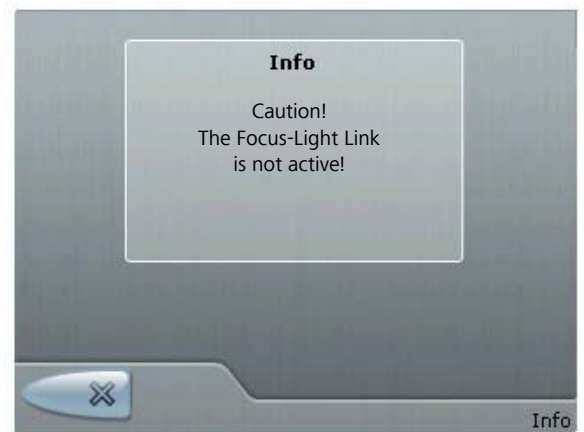 Info
Caution!
The Focus-Light Link
is not active!
Info